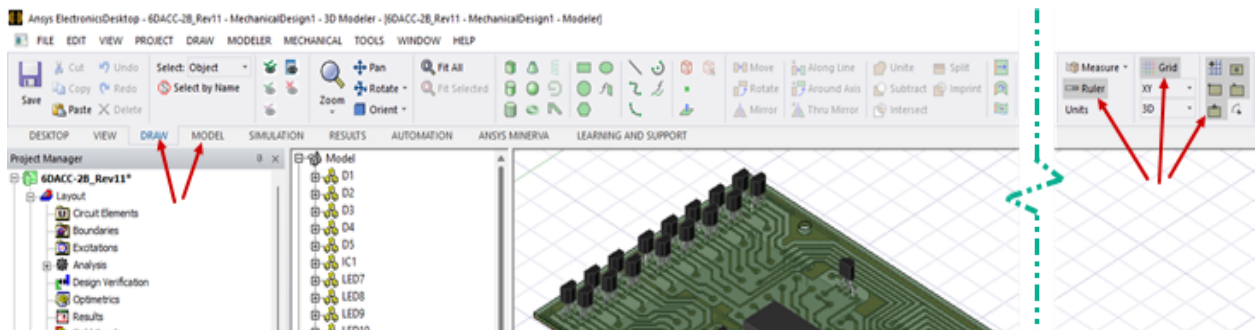 Ansys ElectronicsDesktop - 6DACC-2B_Rev11 - MechanicalDesign1 - 3D Modeler - [6DACC-2B_Rev11 - MechanicalDesign1 - Modeler]
FILE EDIT VIEW PROJECT DRAW MODELER MECHANICAL TOOLS WINDOW HELP
Save
Cut Undo
Copy Redo
Paste Delete
Select: Object
Select by Name
Zoom
Pan
Rotate
Orient
Fit All
Fit Selected
Move Along Line Unite Split
Rotate Around Axis Subtract Imprint
Mirror Thru Mirror Intersect
Measure Grid
Ruler XY
Units 3D
DESKTOP VIEW DRAW MODEL SIMULATION RESULTS AUTOMATION ANSYS MINERVA LEARNING AND SUPPORT
Project Manager
6DACC-2B_Rev11*
Layout
Circuit Elements
Boundaries
Excitations
Analysis
Design Verification
Optimetrics
Results
Model
D1
D2
D3
D4
D5
IC1
LED7
LED8
LED9
LED10